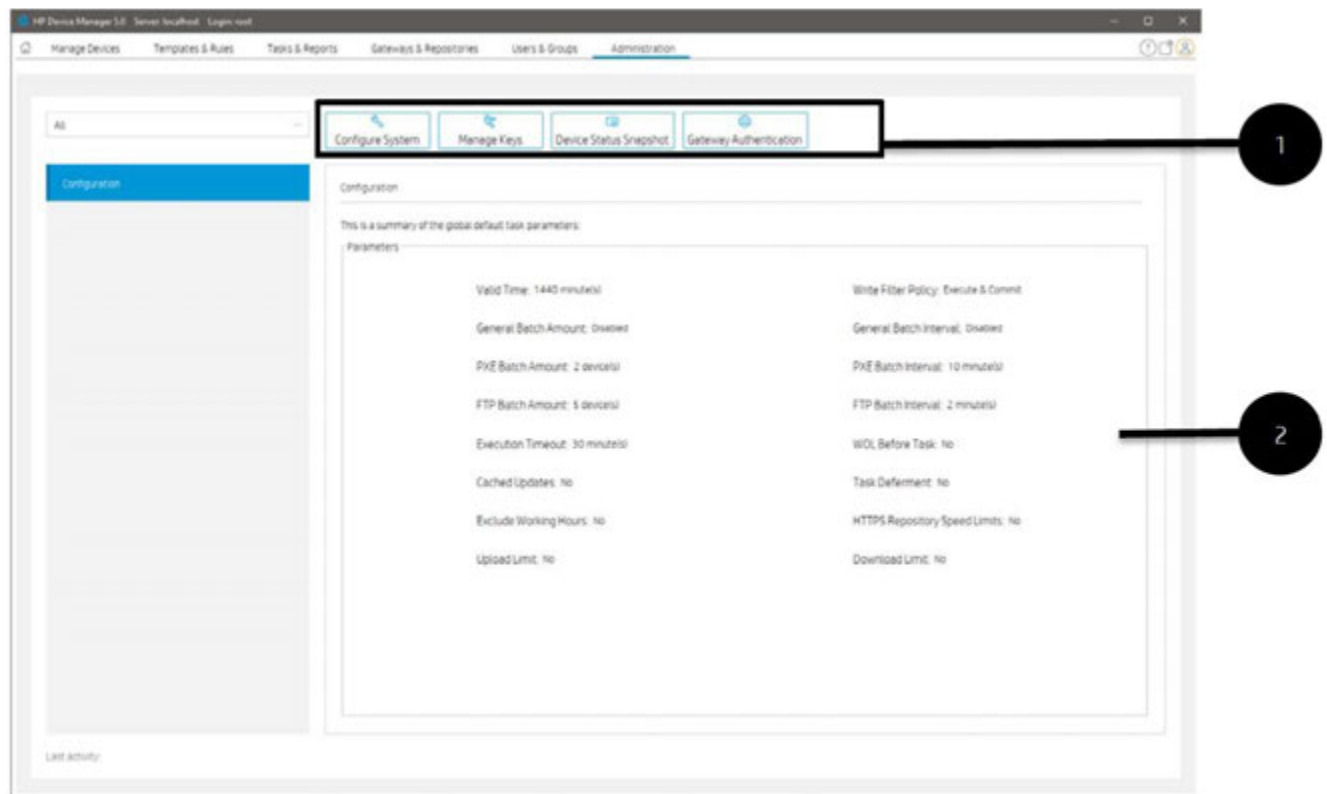 HP Device Manager 5.0 Server: localhost Login: root
Manage Devices Templates & Rules Tasks & Reports Gateways & Repositories Users & Groups Administration
All
Configure System Manage Keys Device Status Snapshot Gateway Authentication
1
Configuration
Configuration
This is a summary of the global default task parameters:
Parameters
Valid Time: 1440 minute(s) Write Filter Policy: Execute & Commit
General Batch Amount: Disabled General Batch Interval: Disabled
PXE Batch Amount: 2 device(s) PXE Batch Interval: 10 minute(s)
FTP Batch Amount: 5 device(s) FTP Batch Interval: 2 minute(s)
2
Execution Timeout: 30 minute(s) WOL Before Task: No
Cached Updates: No Task Deferment: No
Exclude Working Hours: No HTTPS Repository Speed Limits: No
Upload Limit: No Download Limit: No
Last Activity: